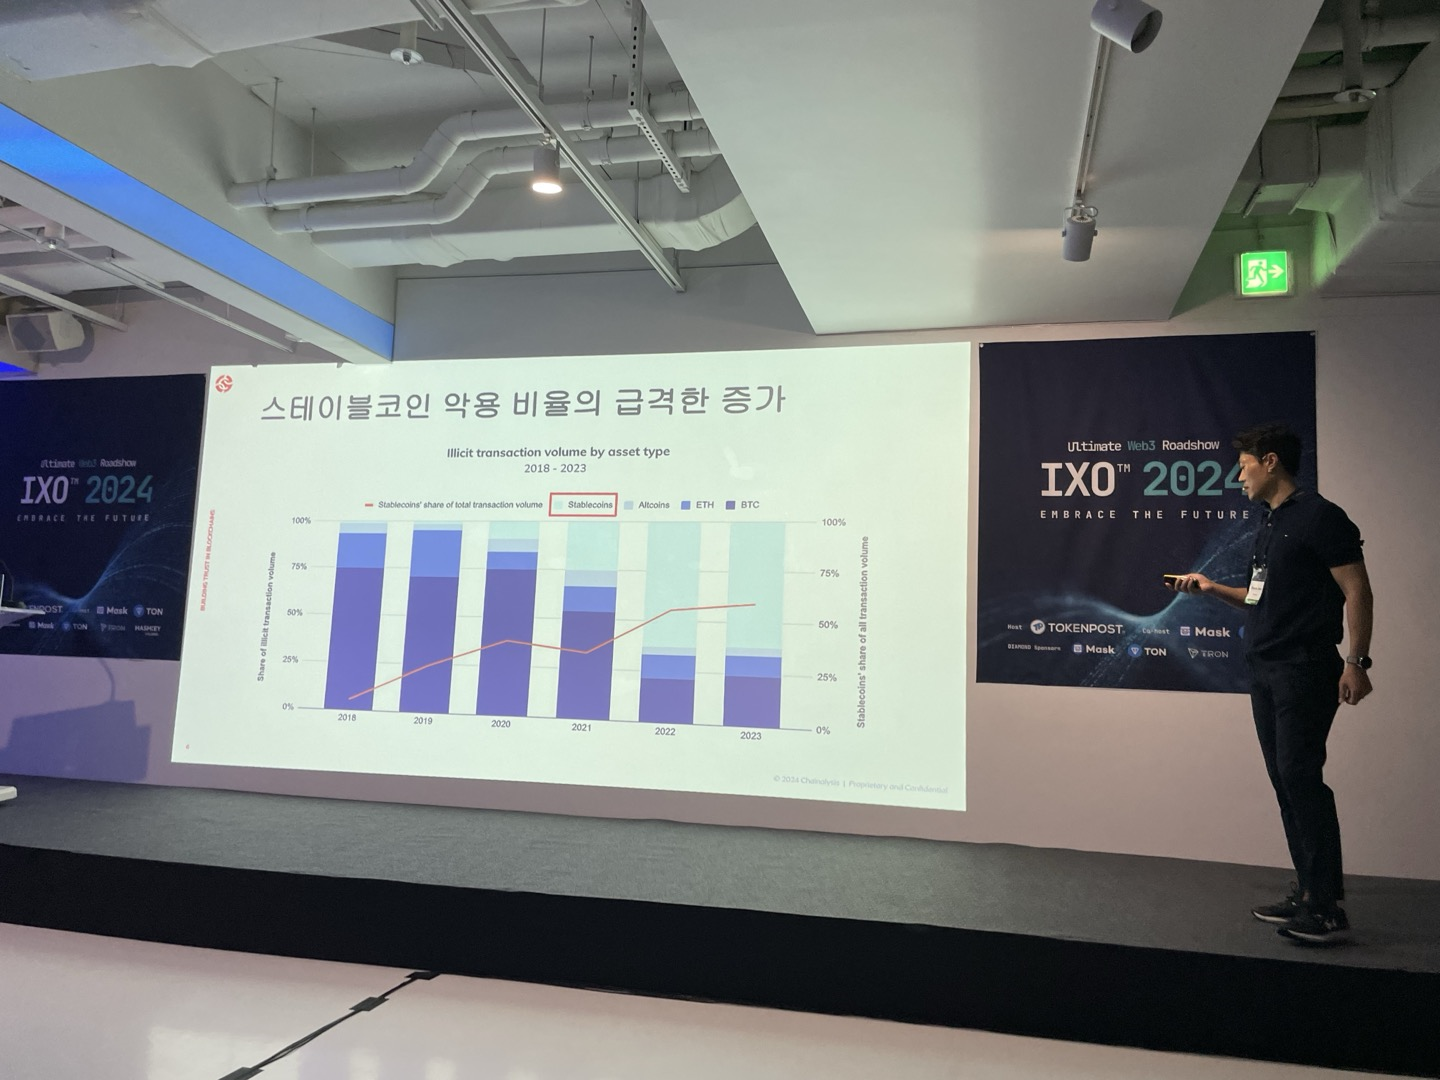 스테이블코인 악용 비율의 급격한 증가
Illicit transaction volume by asset type
2018 - 2023
Stablecoins' share of total transaction volume
Stablecoins
Altcoins
ETH
BTC
100%
75%
50%
25%
0%
Share of illicit transaction volume
100%
75%
50%
25%
0%
Stablecoins' share of all transaction volume
2018
2019
2020
2021
2022
2023
BUILDING TRUST IN BLOCKCHAINS
© 2024 Chainalysis | Proprietary and Confidential
Ultimate Web3 Roadshow
IXO™ 2024
EMBRACE THE FUTURE
Mask TON
Mask TON
Ultimate Web3 Roadshow
IXO™ 2024
EMBRACE THE FUTURE
Host TOKENPOST Co-host Mask
DIAMOND Sponsors Mask TON TRON